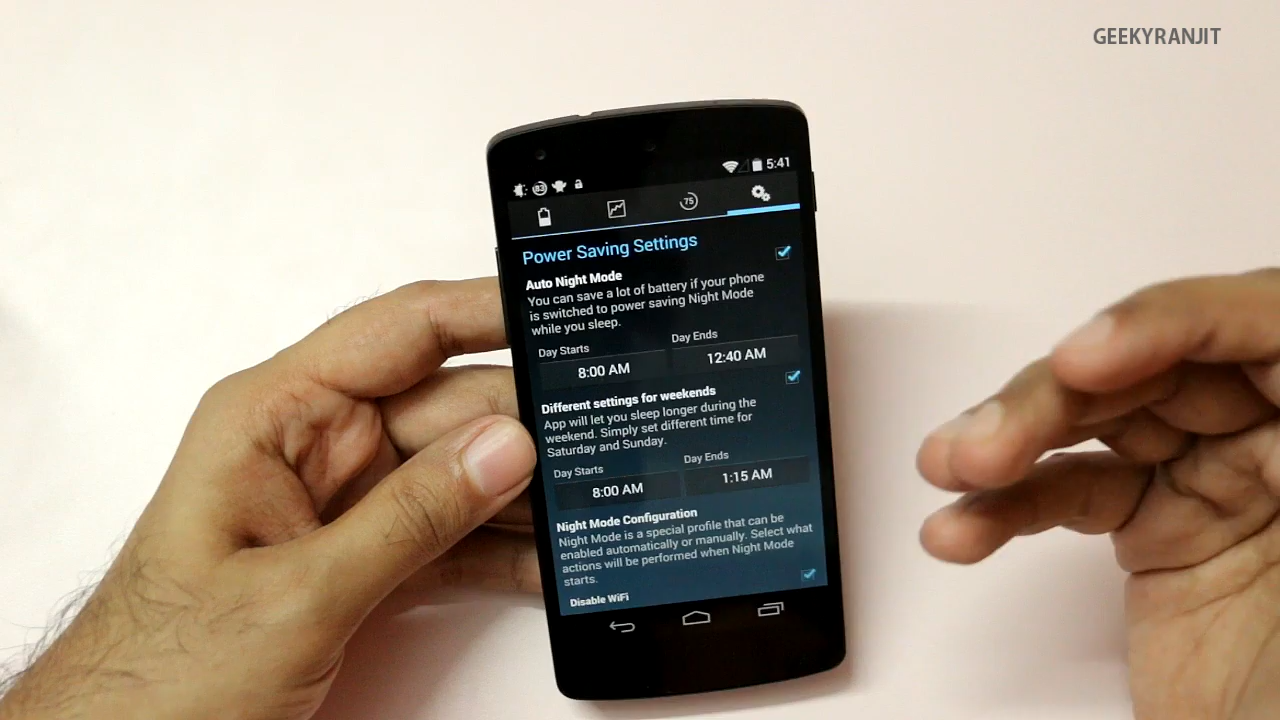 GEEKYRANJIT
83
5:41
75
Power Saving Settings
Auto Night Mode
You can save a lot of battery if your phone
is switched to power saving Night Mode
while you sleep.
Day Starts
Day Ends
8:00 AM
12:40 AM
Different settings for weekends
App will let you sleep longer during the
weekend. Simply set different time for
Saturday and Sunday.
Day Starts
Day Ends
8:00 AM
1:15 AM
Night Mode Configuration
Night Mode is a special profile that can be
enabled automatically or manually. Select what
actions will be performed when Night Mode
starts.
Disable WiFi